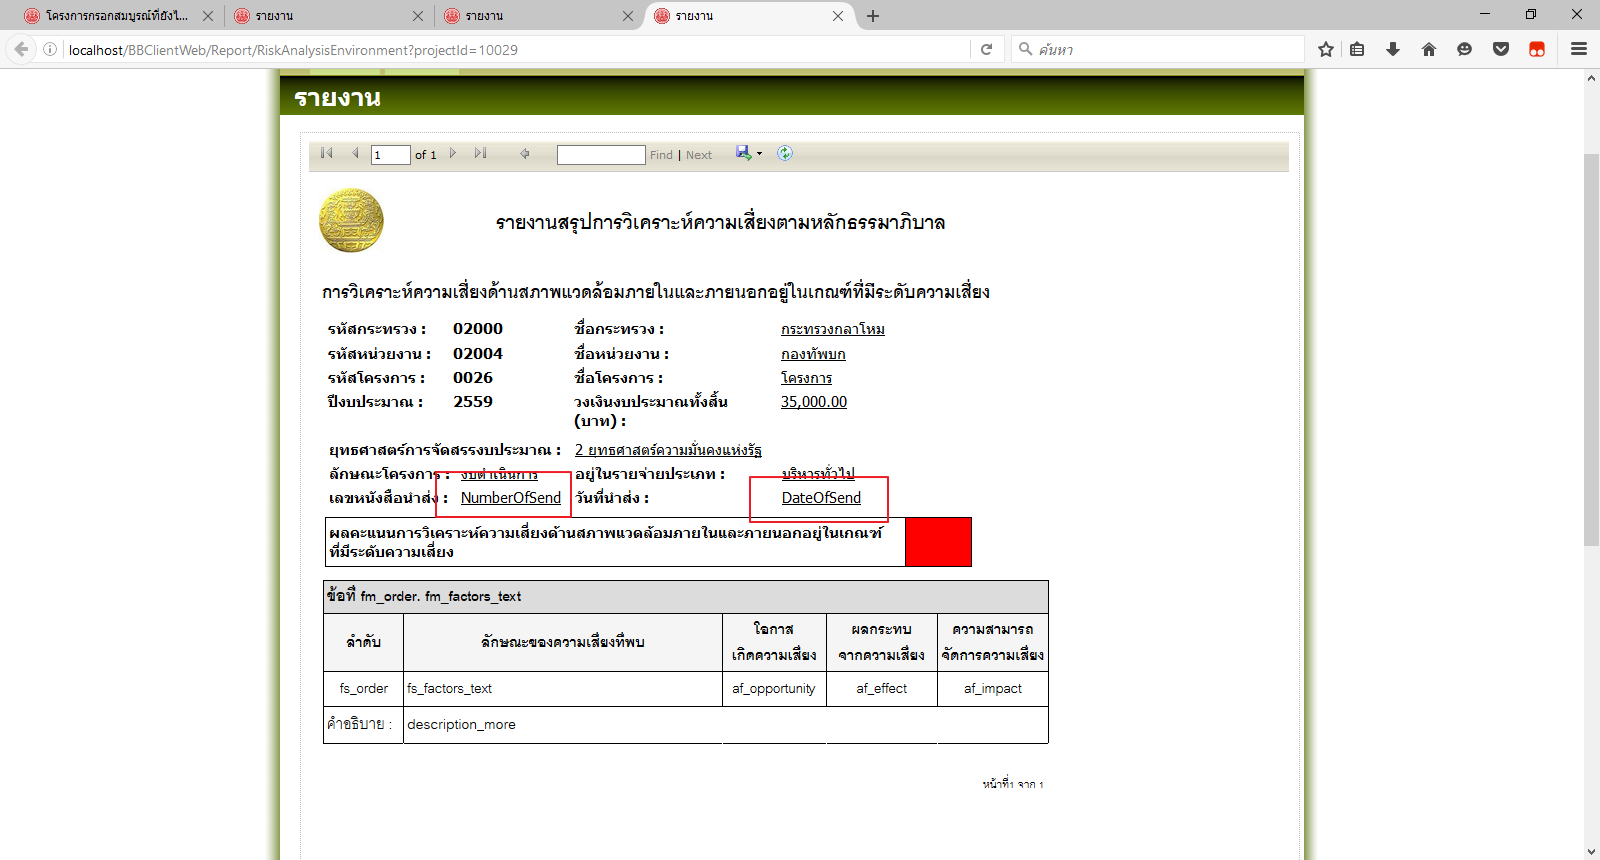 โครงการกรอกสมบูรณ์ที่ยังไ...
รายงาน
รายงาน
รายงาน
localhost/BBClientWeb/Report/RiskAnalysisEnvironment?projectId=10029
ค้นหา
รายงาน
1 of 1 Find | Next
รายงานสรุปการวิเคราะห์ความเสี่ยงตามหลักธรรมาภิบาล
การวิเคราะห์ความเสี่ยงด้านสภาพแวดล้อมภายในและภายนอกอยู่ในเกณฑ์ที่มีระดับความเสี่ยง
รหัสกระทรวง : 02000 ชื่อกระทรวง : กระทรวงกลาโหม
รหัสหน่วยงาน : 02004 ชื่อหน่วยงาน : กองทัพบก
รหัสโครงการ : 0026 ชื่อโครงการ : โครงการ
ปีงบประมาณ : 2559 วงเงินงบประมาณทั้งสิ้น 35,000.00
(บาท) :
ยุทธศาสตร์การจัดสรรงบประมาณ : 2 ยุทธศาสตร์ความมั่นคงแห่งรัฐ
ลักษณะโครงการ : งบดำเนินการ อยู่ในรายจ่ายประเภท : บริหารทั่วไป
เลขหนังสือนำส่ง : NumberOfSend วันที่นำส่ง : DateOfSend
ผลคะแนนการวิเคราะห์ความเสี่ยงด้านสภาพแวดล้อมภายในและภายนอกอยู่ในเกณฑ์
ที่มีระดับความเสี่ยง
ข้อที่ fm_order. fm_factors_text
ลำดับ ลักษณะของความเสี่ยงที่พบ
โอกาส
เกิดความเสี่ยง
ผลกระทบ
จากความเสี่ยง
ความสามารถ
จัดการความเสี่ยง
fs_order fs_factors_text af_opportunity af_effect af_impact
คำอธิบาย : description_more
หน้าที่1 จาก 1